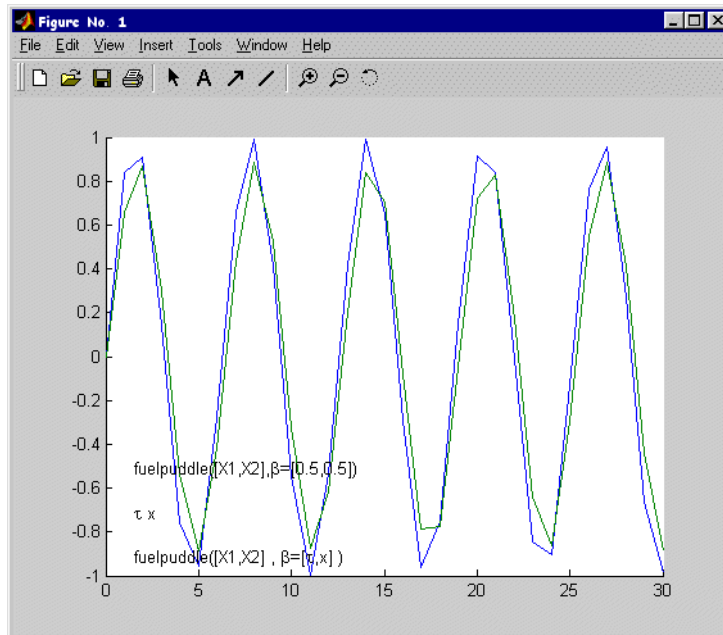 Figure No. 1
File Edit View Insert Tools Window Help
A
1
0.8
0.6
0.4
0.2
0
-0.2
-0.4
-0.6
-0.8
-1
fuelpuddle([X1,X2],β=[0.5,0.5])
τ x
fuelpuddle([X1,X2] , β=[τ,x] )
0 5 10 15 20 25 30